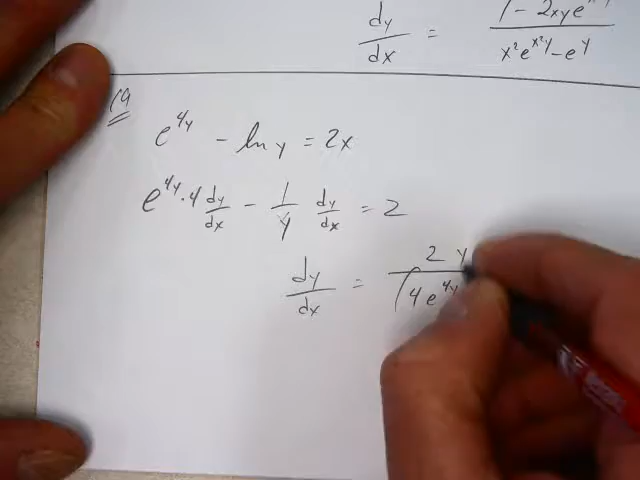 dy/dx = (1 - 2xye^x²y) / (x²e^x²y - e^y)
19
e^4y - ln y = 2x
e^4y · 4 dy/dx - 1/y dy/dx = 2
dy/dx = 2 y / (4e^4y